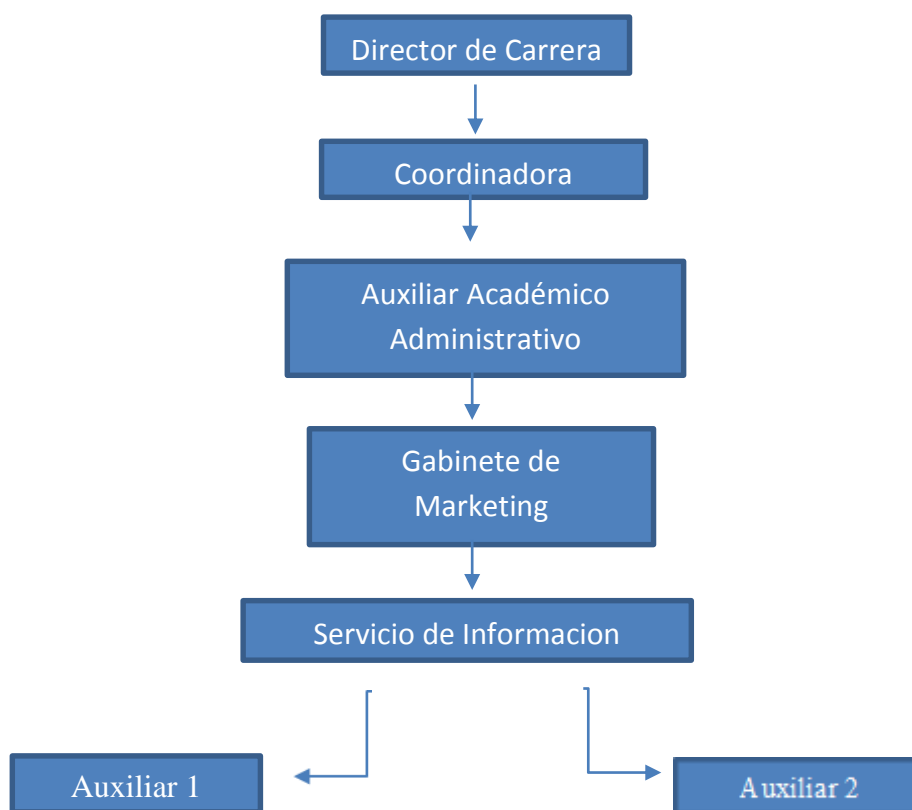 Director de Carrera
Coordinadora
Auxiliar Académico
Administrativo
Gabinete de
Marketing
Servicio de Informacion
Auxiliar 1
Auxiliar 2